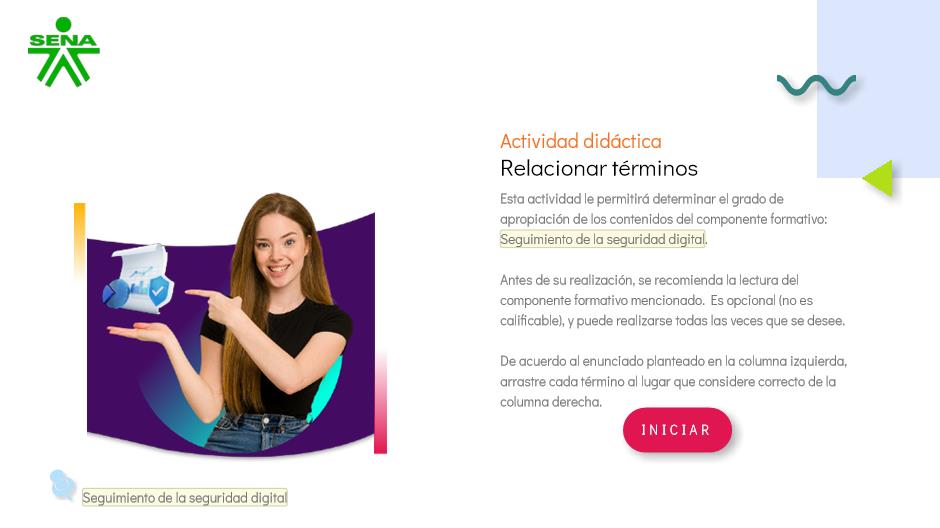 SENA
Actividad didáctica
Relacionar términos
Esta actividad le permitirá determinar el grado de
apropiación de los contenidos del componente formativo:
Seguimiento de la seguridad digital.
Antes de su realización, se recomienda la lectura del
componente formativo mencionado. Es opcional (no es
calificable), y puede realizarse todas las veces que se desee.
De acuerdo al enunciado planteado en la columna izquierda,
arrastre cada término al lugar que considere correcto de la
columna derecha.
INICIAR
Seguimiento de la seguridad digital